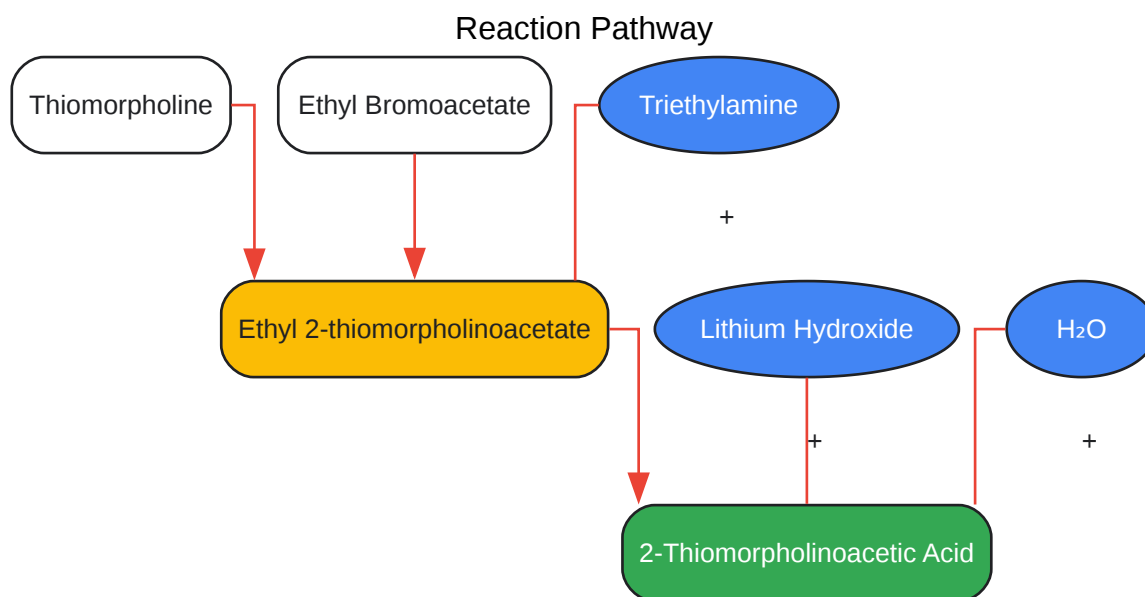 Reaction Pathway
Thiomorpholine
Ethyl Bromoacetate
Triethylamine
+
Ethyl 2-thiomorpholinoacetate
Lithium Hydroxide
H₂O
+
+
2-Thiomorpholinoacetic Acid